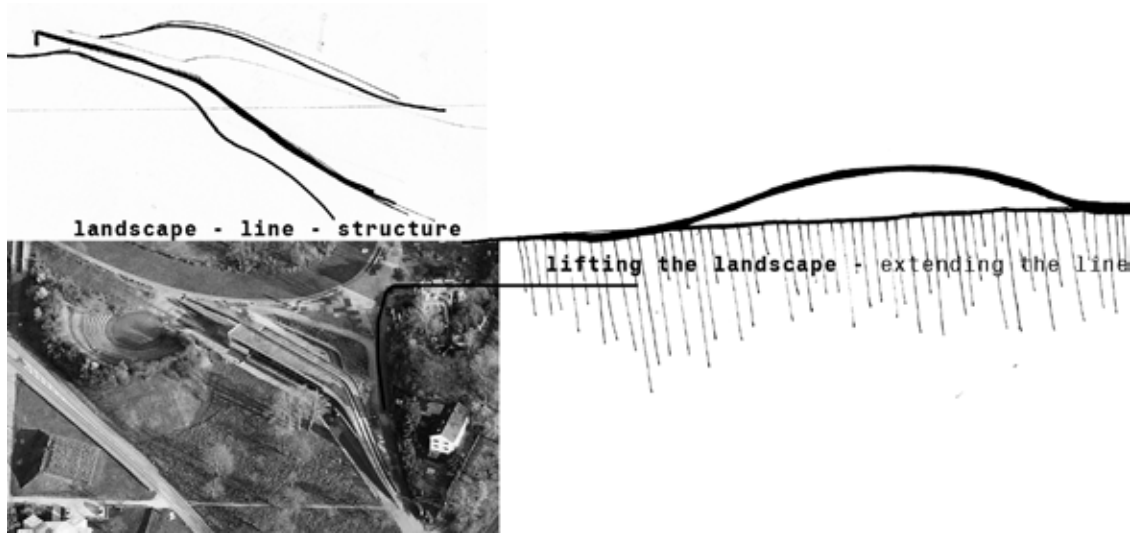 landscape - line - structure
lifting the landscape - extending the line